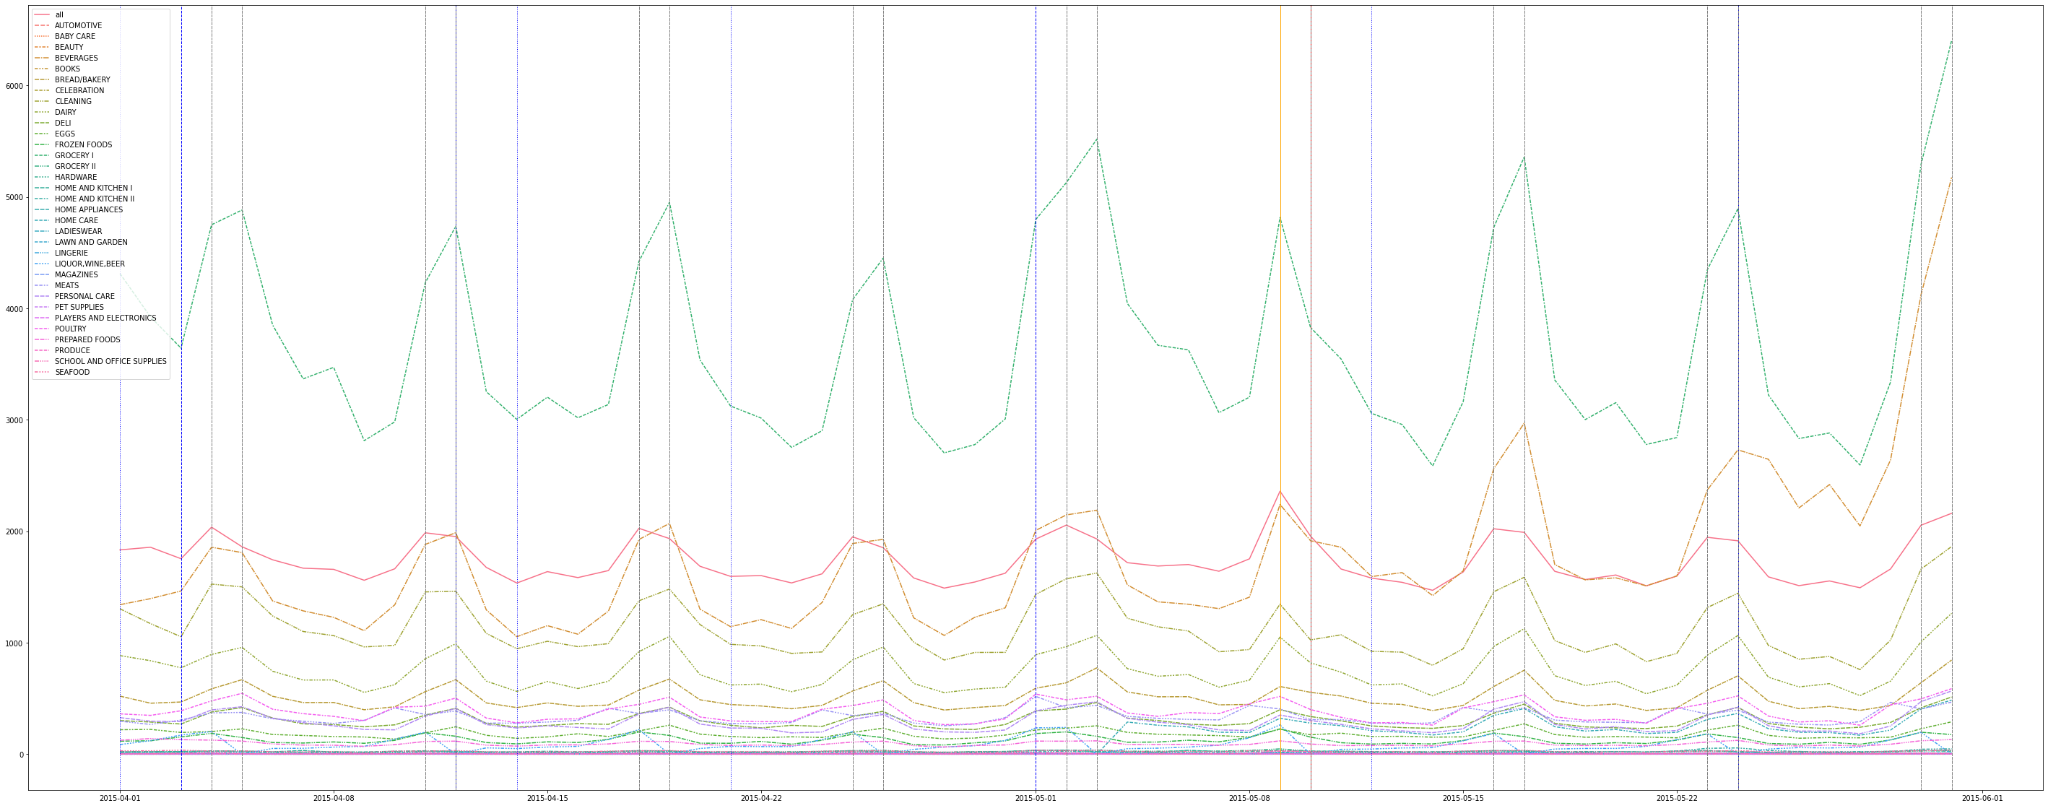 all
AUTOMOTIVE
BABY CARE
BEAUTY
BEVERAGES
BOOKS
BREAD/BAKERY
CELEBRATION
CLEANING
DAIRY
DELI
EGGS
FROZEN FOODS
GROCERY I
GROCERY II
HARDWARE
HOME AND KITCHEN I
HOME AND KITCHEN II
HOME APPLIANCES
HOME CARE
LADIESWEAR
LAWN AND GARDEN
LINGERIE
LIQUOR,WINE,BEER
MAGAZINES
MEATS
PERSONAL CARE
PET SUPPLIES
PLAYERS AND ELECTRONICS
POULTRY
PREPARED FOODS
PRODUCE
SCHOOL AND OFFICE SUPPLIES
SEAFOOD
6000
5000
4000
3000
2000
1000
0
2015-04-01 2015-04-08 2015-04-15 2015-04-22 2015-05-01 2015-05-08 2015-05-15 2015-05-22 2015-06-01